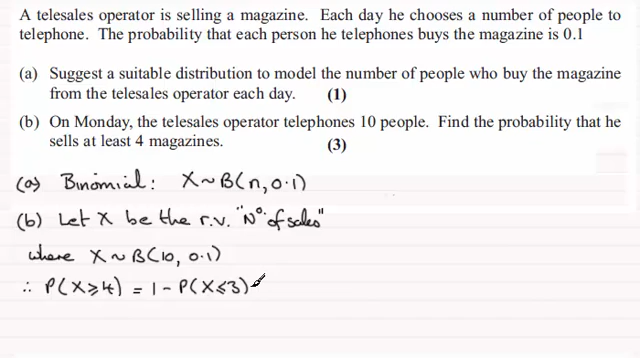 A telesales operator is selling a magazine. Each day he chooses a number of people to
telephone. The probability that each person he telephones buys the magazine is 0.1
(a) Suggest a suitable distribution to model the number of people who buy the magazine
from the telesales operator each day. (1)
(b) On Monday, the telesales operator telephones 10 people. Find the probability that he
sells at least 4 magazines. (3)
(a) Binomial: X ~ B(n, 0·1)
(b) Let X be the r.v. "Nº of sales"
where X ~ B(10, 0·1)
∴ P(X ⩾ 4) = 1 - P(X ⩽ 3)